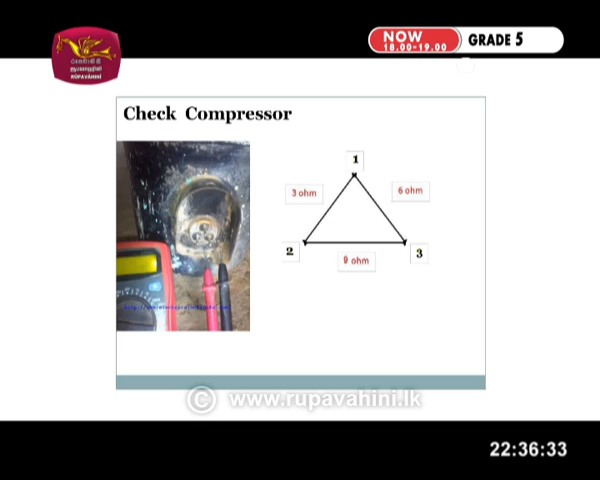 NOW
18.00-19.00
GRADE 5
RUPAVAHINI
Check Compressor
1
3 ohm
6 ohm
2
3
9 ohm
© www.rupavahini.lk
22:36:33